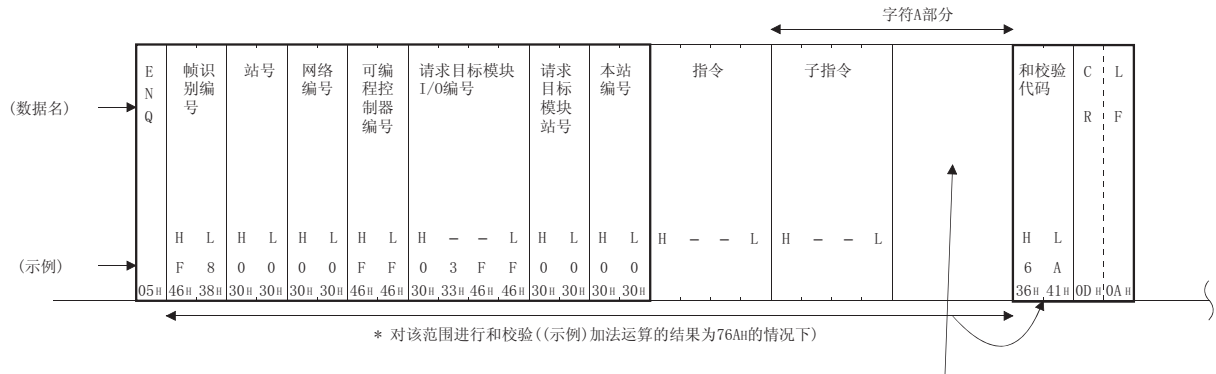 字符A部分
(数据名)
E N Q
帧识别编号
站号
网络编号
可编程控制器编号
请求目标模块I/O编号
请求目标模块站号
本站编号
指令
子指令
和校验代码
C R
L F
H L H L H L H L H — — L H L H L H — — L H — — L H L
(示例)
F 8 0 0 0 0 F F 0 3 F F 0 0 0 0 6 A
05H 46H 38H 30H 30H 30H 30H 46H 46H 30H 33H 46H 46H 30H 30H 30H 30H 36H 41H 0DH 0AH
* 对该范围进行和校验((示例)加法运算的结果为76AH的情况下)